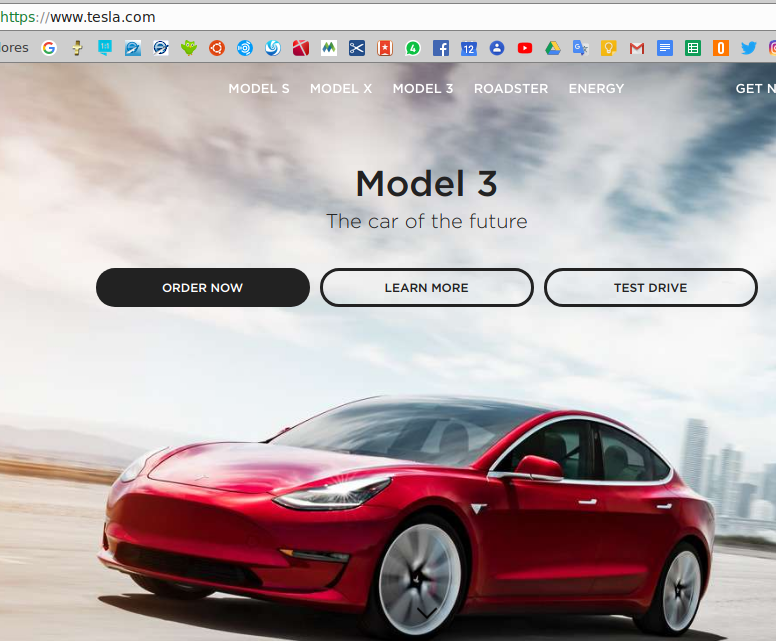 https://www.tesla.com
ores
MODEL S MODEL X MODEL 3 ROADSTER ENERGY GET N
Model 3
The car of the future
ORDER NOW LEARN MORE TEST DRIVE